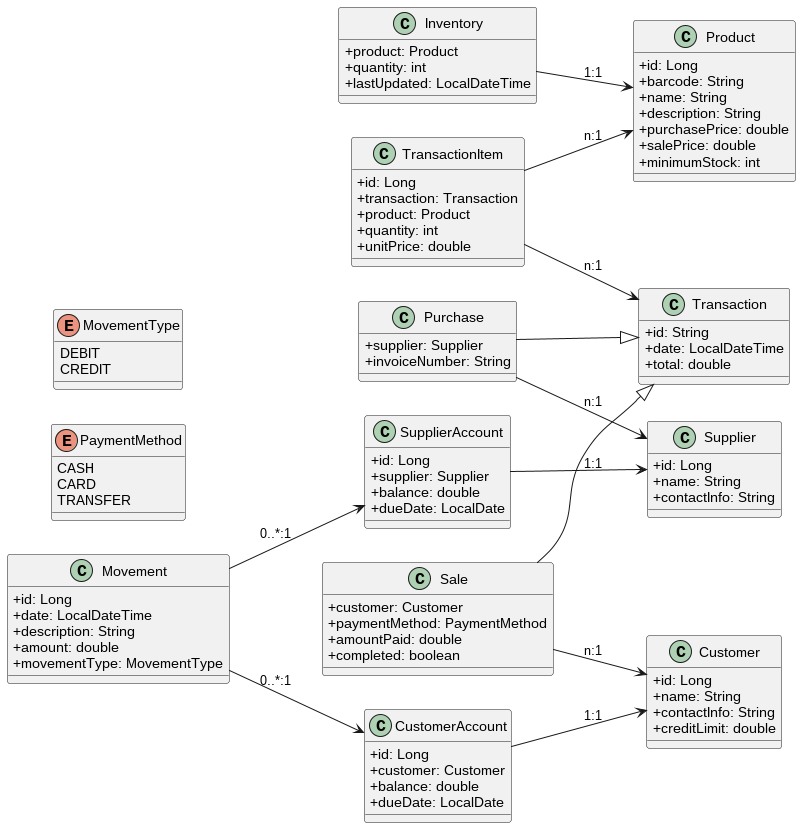 C Inventory
+product: Product
+quantity: int
+lastUpdated: LocalDateTime
1:1
C Product
+id: Long
+barcode: String
+name: String
+description: String
+purchasePrice: double
+salePrice: double
+minimumStock: int
n:1
C TransactionItem
+id: Long
+transaction: Transaction
+product: Product
+quantity: int
+unitPrice: double
n:1
C Transaction
+id: String
+date: LocalDateTime
+total: double
E MovementType
DEBIT
CREDIT
C Purchase
+supplier: Supplier
+invoiceNumber: String
n:1
C Supplier
+id: Long
+name: String
+contactInfo: String
E PaymentMethod
CASH
CARD
TRANSFER
C SupplierAccount
+id: Long
+supplier: Supplier
+balance: double
+dueDate: LocalDate
1:1
0..*:1
C Movement
+id: Long
+date: LocalDateTime
+description: String
+amount: double
+movementType: MovementType
0..*:1
C Sale
+customer: Customer
+paymentMethod: PaymentMethod
+amountPaid: double
+completed: boolean
n:1
C Customer
+id: Long
+name: String
+contactInfo: String
+creditLimit: double
1:1
C CustomerAccount
+id: Long
+customer: Customer
+balance: double
+dueDate: LocalDate